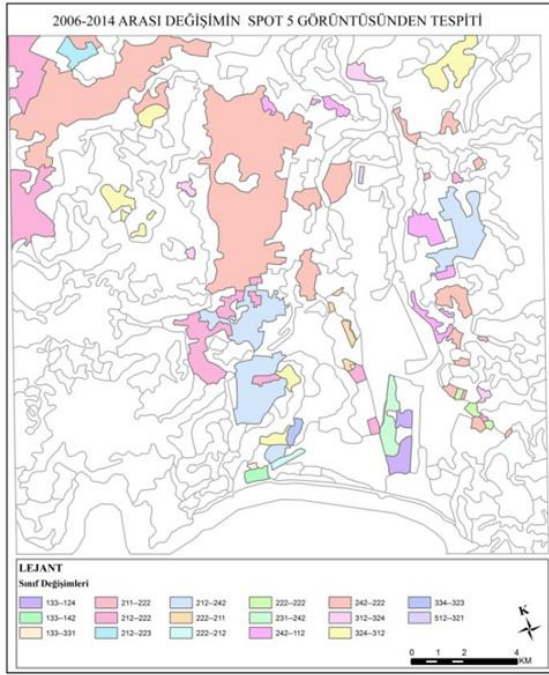 2006-2014 ARASI DEĞİŞİMİN SPOT 5 GÖRÜNTÜSÜNDEN TESPİTİ
LEJANT
Sınıf Değişimleri
133--124 211--222 212--242 222--222 242--222 334--323
133--142 212--222 222--211 231--242 312--324 512--321
133--331 212--223 222--212 242--112 324--312
K
4 2 0 4
KM